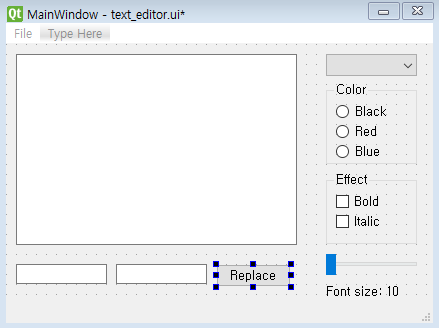 Qt MainWindow - text_editor.ui*
File Type Here
Color
Black
Red
Blue
Effect
Bold
Italic
Replace
Font size: 10